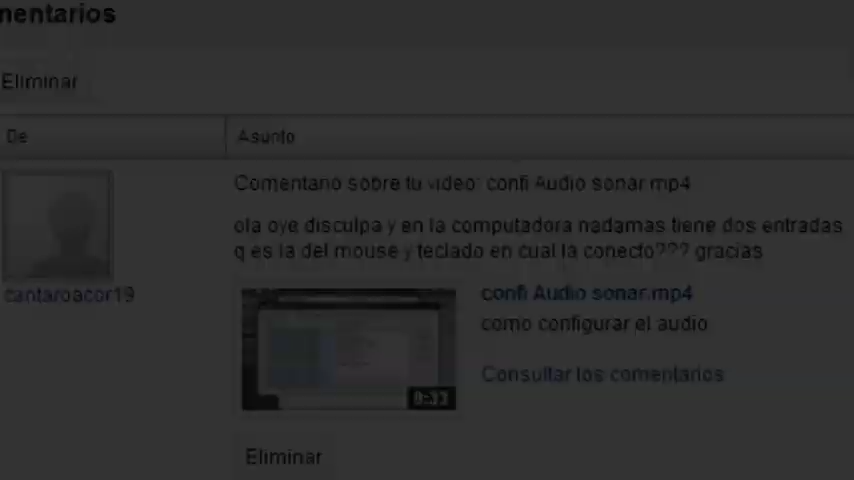 mentarios
Eliminar
De Asunto
Comentario sobre tu video: confi Audio sonar.mp4
ola oye disculpa y en la computadora nadamas tiene dos entradas
q es la del mouse y teclado en cual la conecto??? gracias
cantaroacor19
confi Audio sonar.mp4
como configurar el audio
Consultar los comentarios
Eliminar